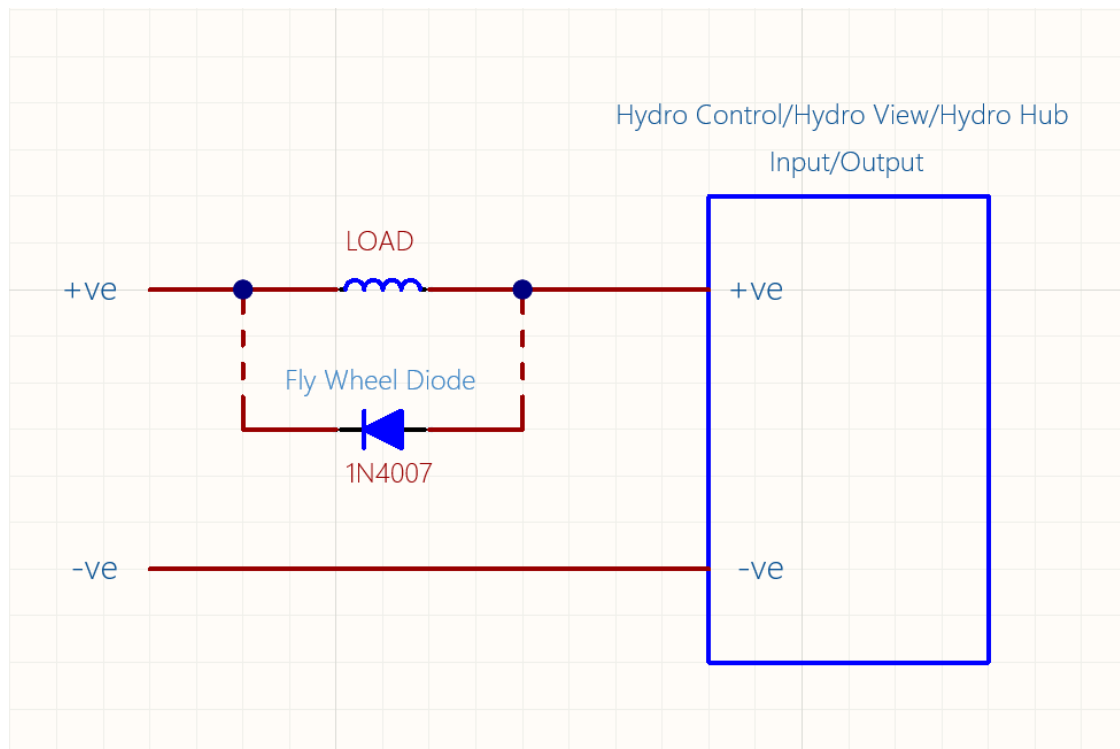 Hydro Control/Hydro View/Hydro Hub
Input/Output
LOAD
+ve
+ve
Fly Wheel Diode
1N4007
-ve
-ve